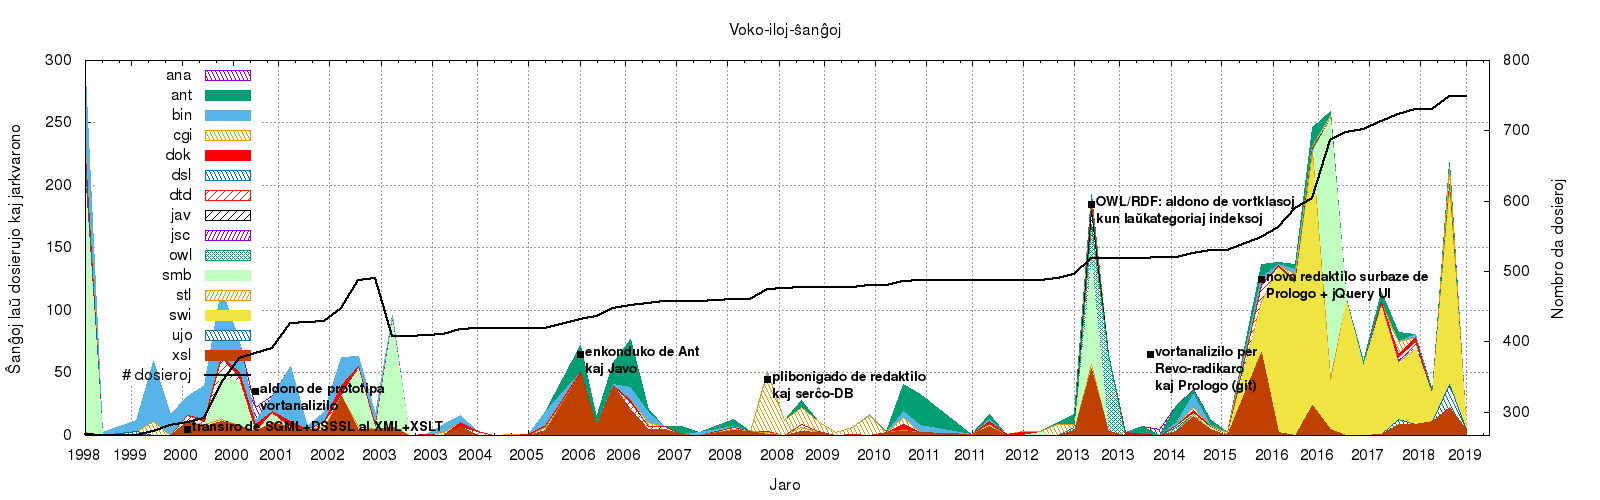 Voko-iloj-ŝanĝoj
Ŝanĝoj laŭ dosierujo kaj jarkvarono
300
250
200
150
100
50
0
ana
ant
bin
cgi
dok
dsl
dtd
jav
jsc
owl
smb
stl
swi
ujo
xsl
# dosieroj
aldono de prototipa
vortanalizilo
transiro de SGML+DSSSL al XML+XSLT
enkonduko de Ant
kaj Javo
plibonigado de redaktilo
kaj serĉo-DB
OWL/RDF: aldono de vortklasoj
kun laŭkategoriaj indeksoj
vortanalizilo per
Revo-radikaro
kaj Prologo (git)
nova redaktilo surbaze de
Prologo + jQuery UI
800
700
600
500
400
300
Nombro da dosieroj
1998 1999 2000 2000 2001 2002 2003 2003 2004 2005 2006 2006 2007 2008 2008 2009 2010 2011 2011 2012 2013 2013 2014 2015 2016 2016 2017 2018 2019
Jaro